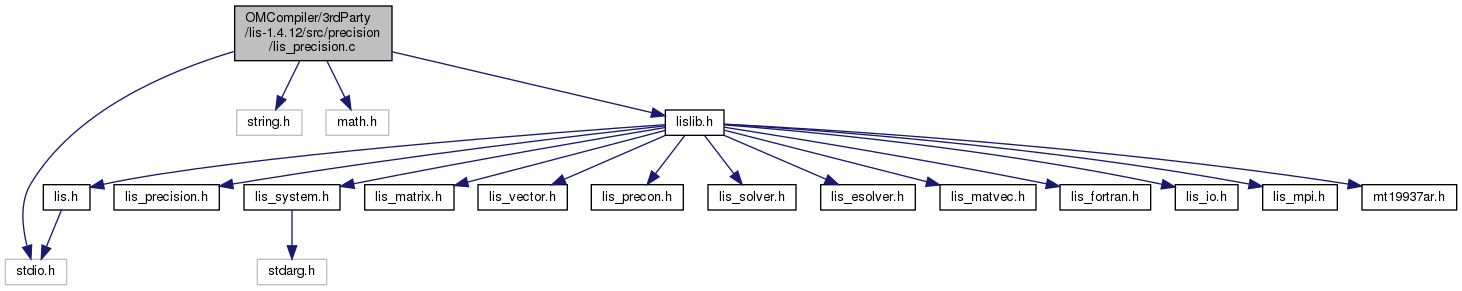 OMCompiler/3rdParty
/lis-1.4.12/src/precision
/lis_precision.c
string.h
math.h
lislib.h
lis.h
lis_precision.h
lis_system.h
lis_matrix.h
lis_vector.h
lis_precon.h
lis_solver.h
lis_esolver.h
lis_matvec.h
lis_fortran.h
lis_io.h
lis_mpi.h
mt19937ar.h
stdio.h
stdarg.h